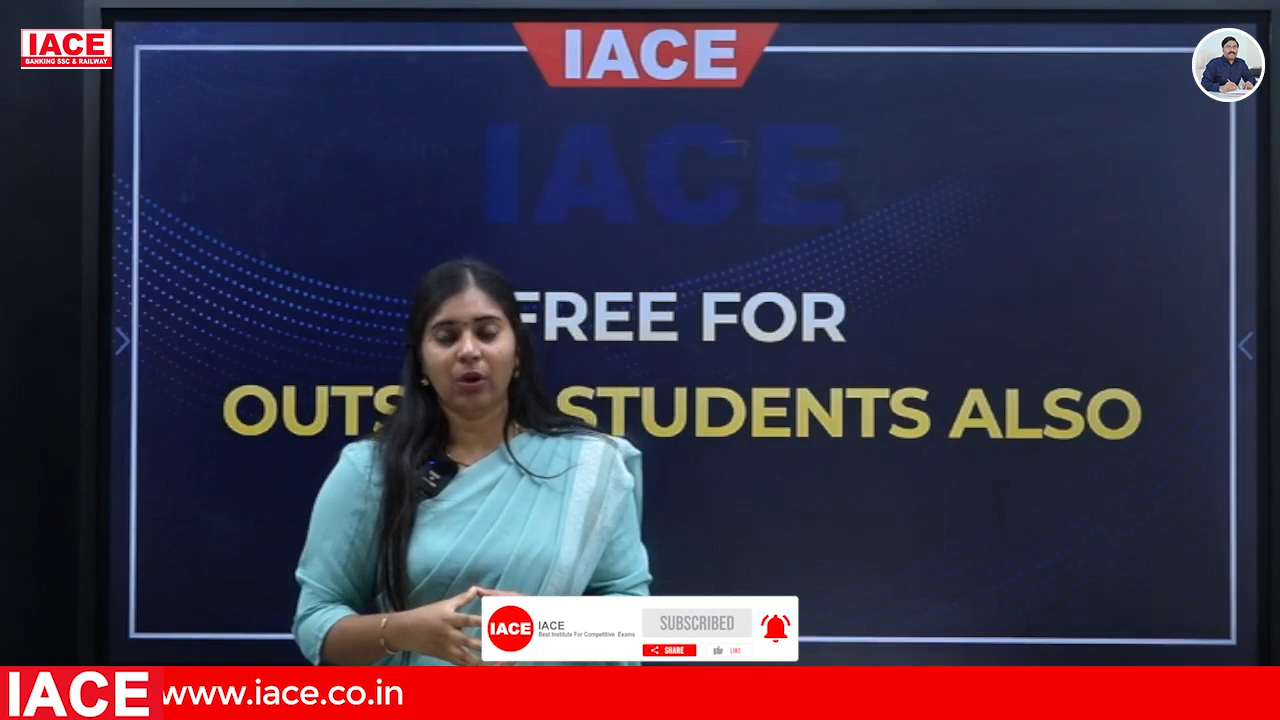 IACE
BANKING SSC & RAILWAY
IACE
IACE
FREE FOR
OUTS STUDENTS ALSO
IACE
IACE
Best Institute For Competitive Exams
SUBSCRIBED
SHARE
LIKE
IACE www.iace.co.in